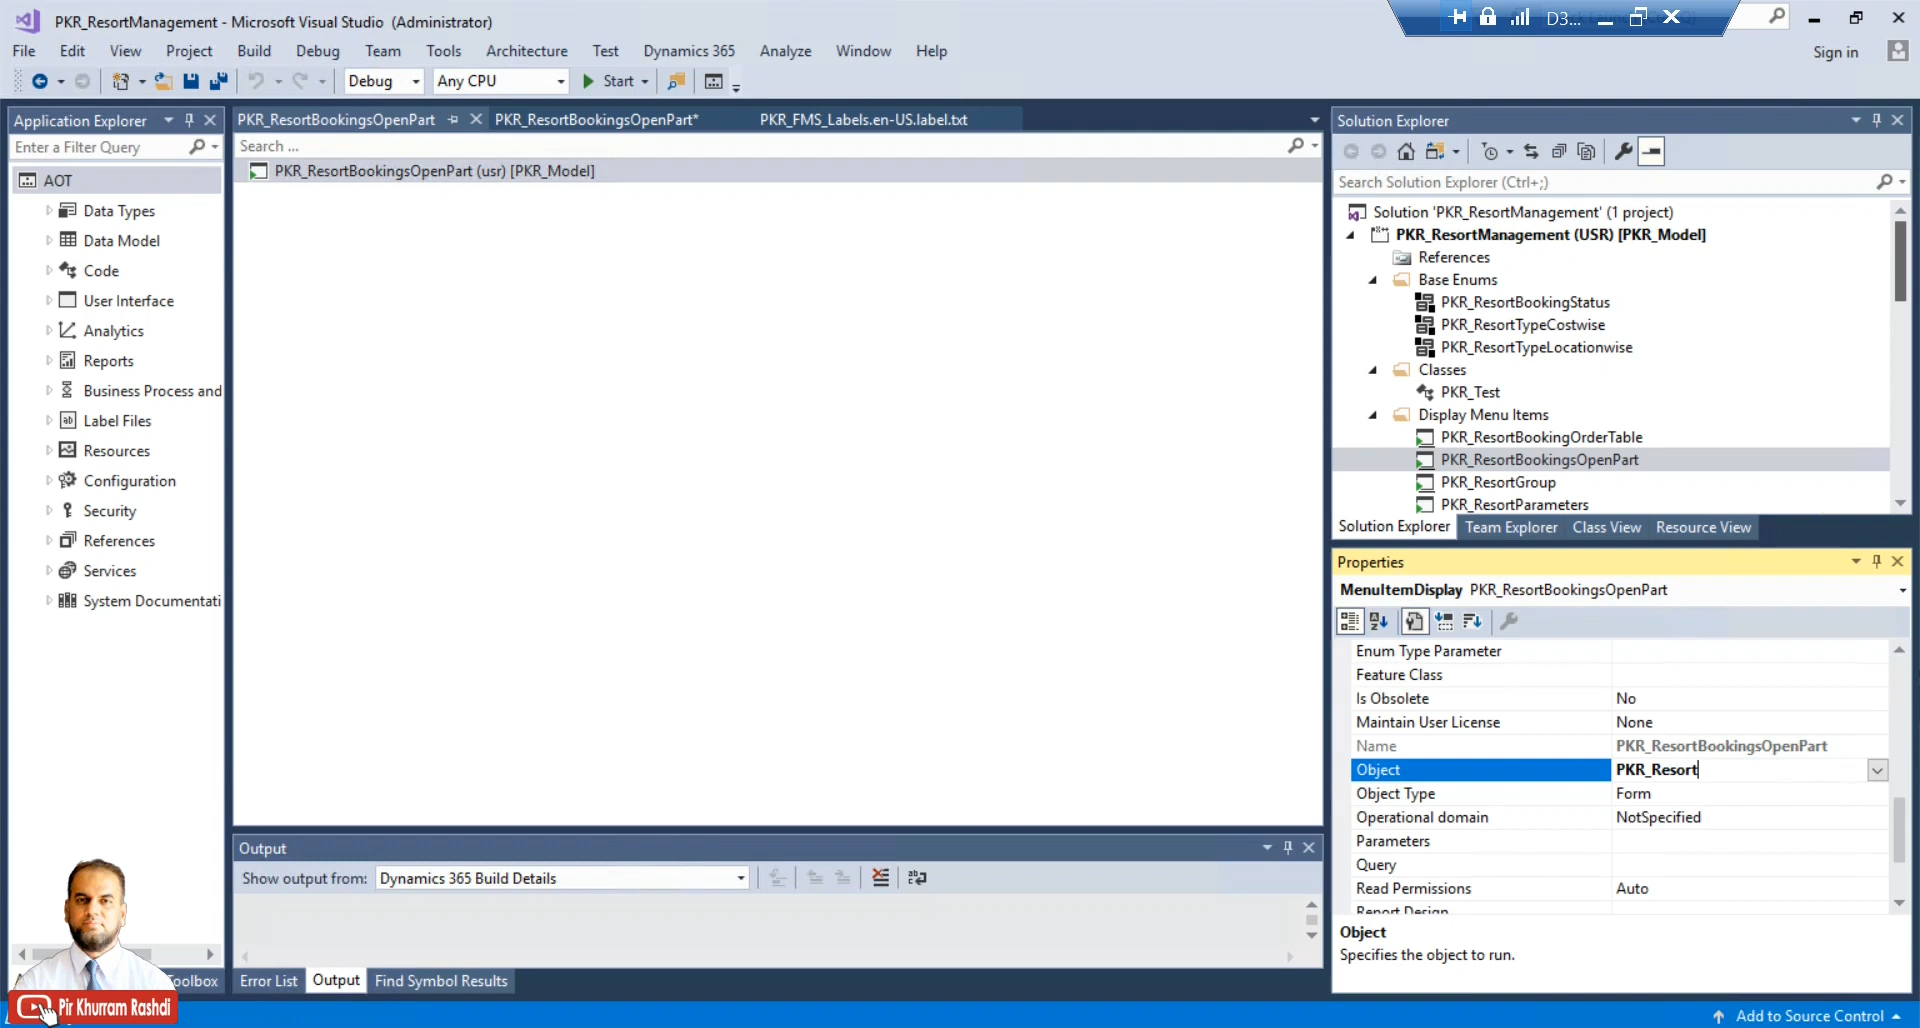 PKR_ResortManagement - Microsoft Visual Studio (Administrator)
D3...
File Edit View Project Build Debug Team Tools Architecture Test Dynamics 365 Analyze Window Help
Sign in
Debug Any CPU Start
Application Explorer
Enter a Filter Query
AOT
Data Types
Data Model
Code
User Interface
Analytics
Reports
Business Process and
Label Files
Resources
Configuration
Security
References
Services
System Documentati
oolbox
PKR_ResortBookingsOpenPart PKR_ResortBookingsOpenPart* PKR_FMS_Labels.en-US.label.txt
Search ...
PKR_ResortBookingsOpenPart (usr) [PKR_Model]
Output
Show output from: Dynamics 365 Build Details
Error List Output Find Symbol Results
Solution Explorer
Search Solution Explorer (Ctrl+;)
Solution 'PKR_ResortManagement' (1 project)
PKR_ResortManagement (USR) [PKR_Model]
References
Base Enums
PKR_ResortBookingStatus
PKR_ResortTypeCostwise
PKR_ResortTypeLocationwise
Classes
PKR_Test
Display Menu Items
PKR_ResortBookingOrderTable
PKR_ResortBookingsOpenPart
PKR_ResortGroup
PKR_ResortParameters
Solution Explorer Team Explorer Class View Resource View
Properties
MenuItemDisplay PKR_ResortBookingsOpenPart
Enum Type Parameter
Feature Class
Is Obsolete No
Maintain User License None
Name PKR_ResortBookingsOpenPart
Object PKR_Resort
Object Type Form
Operational domain NotSpecified
Parameters
Query
Read Permissions Auto
Report Design
Object
Specifies the object to run.
Pir Khurram Rashdi
Add to Source Control